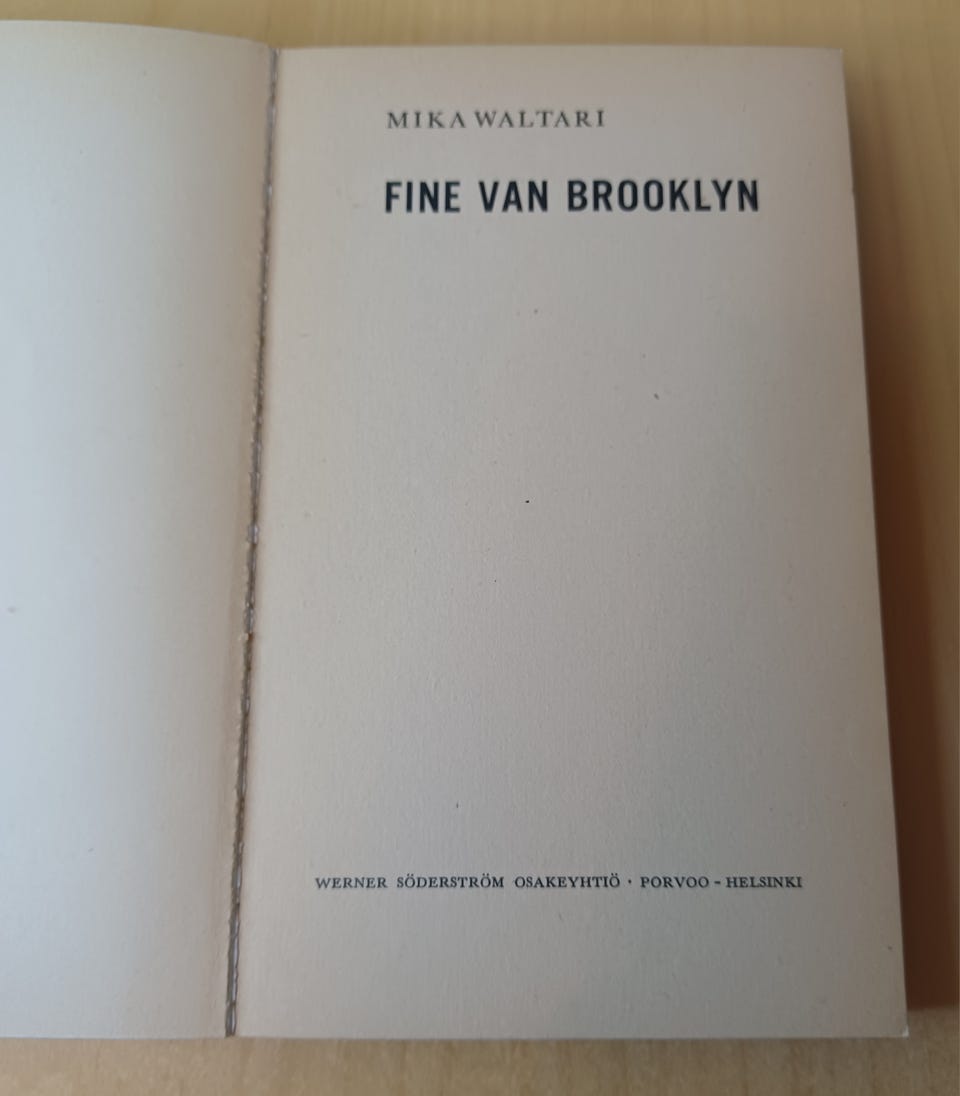 MIKA WALTARI
FINE VAN BROOKLYN
WERNER SÖDERSTRÖM OSAKEYHTIÖ · PORVOO - HELSINKI